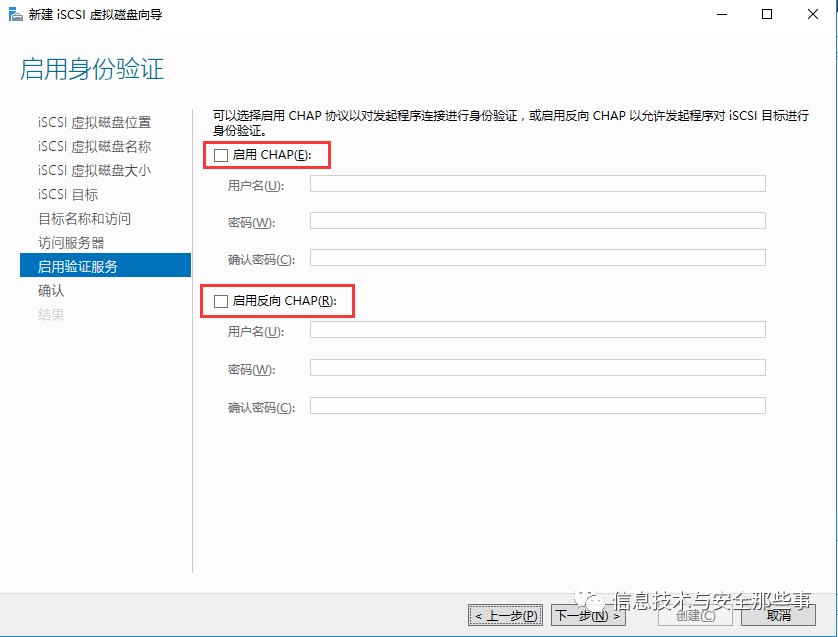 新建 iSCSI 虚拟磁盘向导
启用身份验证
iSCSI 虚拟磁盘位置
iSCSI 虚拟磁盘名称
iSCSI 虚拟磁盘大小
iSCSI 目标
目标名称和访问
访问服务器
启用验证服务
确认
结果
可以选择启用 CHAP 协议以对发起程序连接进行身份验证，或启用反向 CHAP 以允许发起程序对 iSCSI 目标进行
身份验证。
启用 CHAP(E):
用户名(U):
密码(W):
确认密码(C):
启用反向 CHAP(R):
用户名(U):
密码(W):
确认密码(C):
信息技术与安全那些事
< 上一步(P) 下一步(N) > 创建(C) 取消